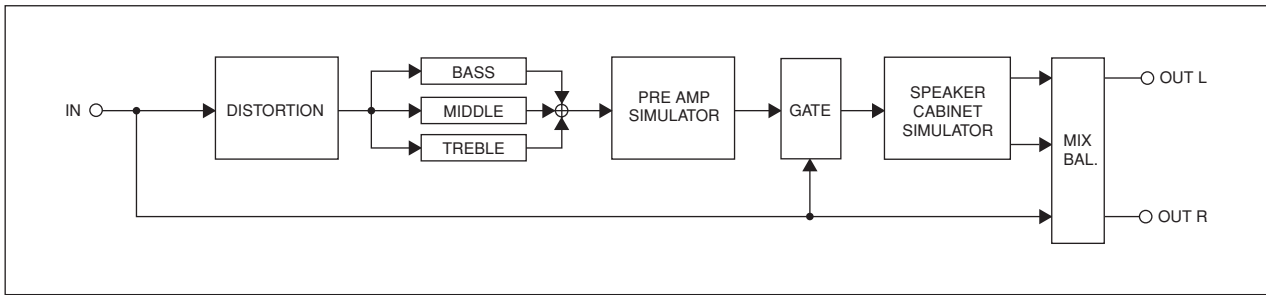 IN
DISTORTION
BASS
MIDDLE
TREBLE
PRE AMP
SIMULATOR
GATE
SPEAKER
CABINET
SIMULATOR
MIX
BAL.
OUT L
OUT R